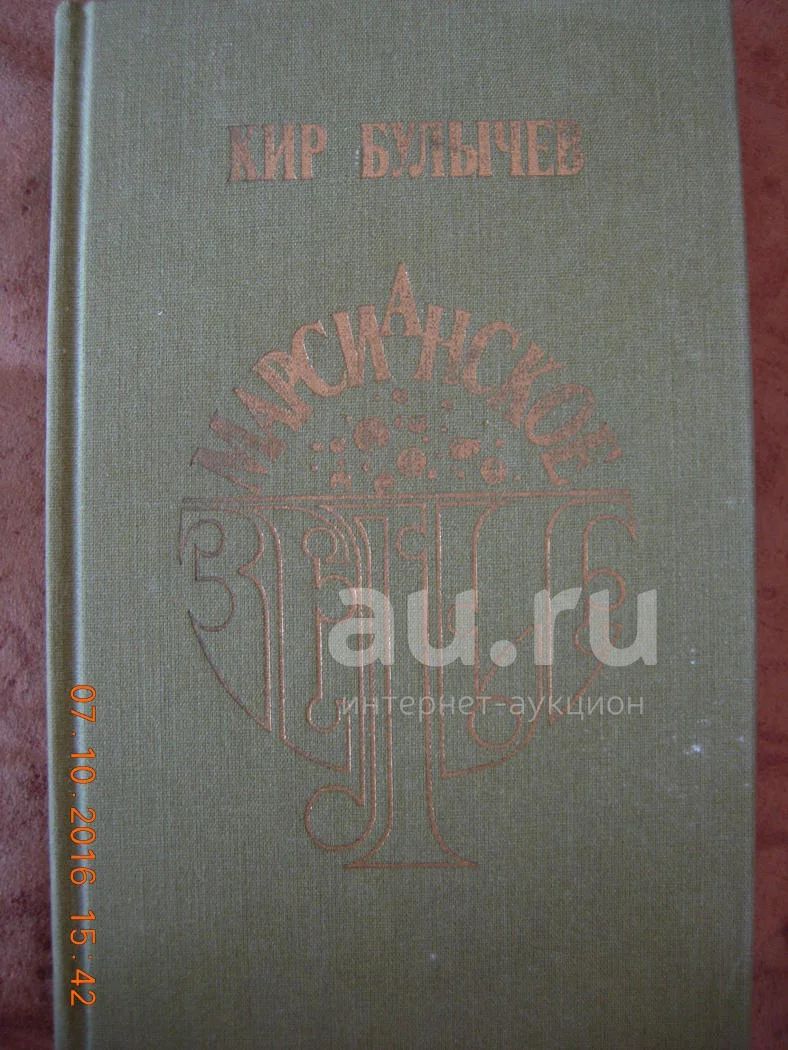 КИР БУЛЫЧЕВ
МАРСИАНСКОЕ
ЗЕЛЬЕ
au.ru
интернет-аукцион
07.10.2016 15:42